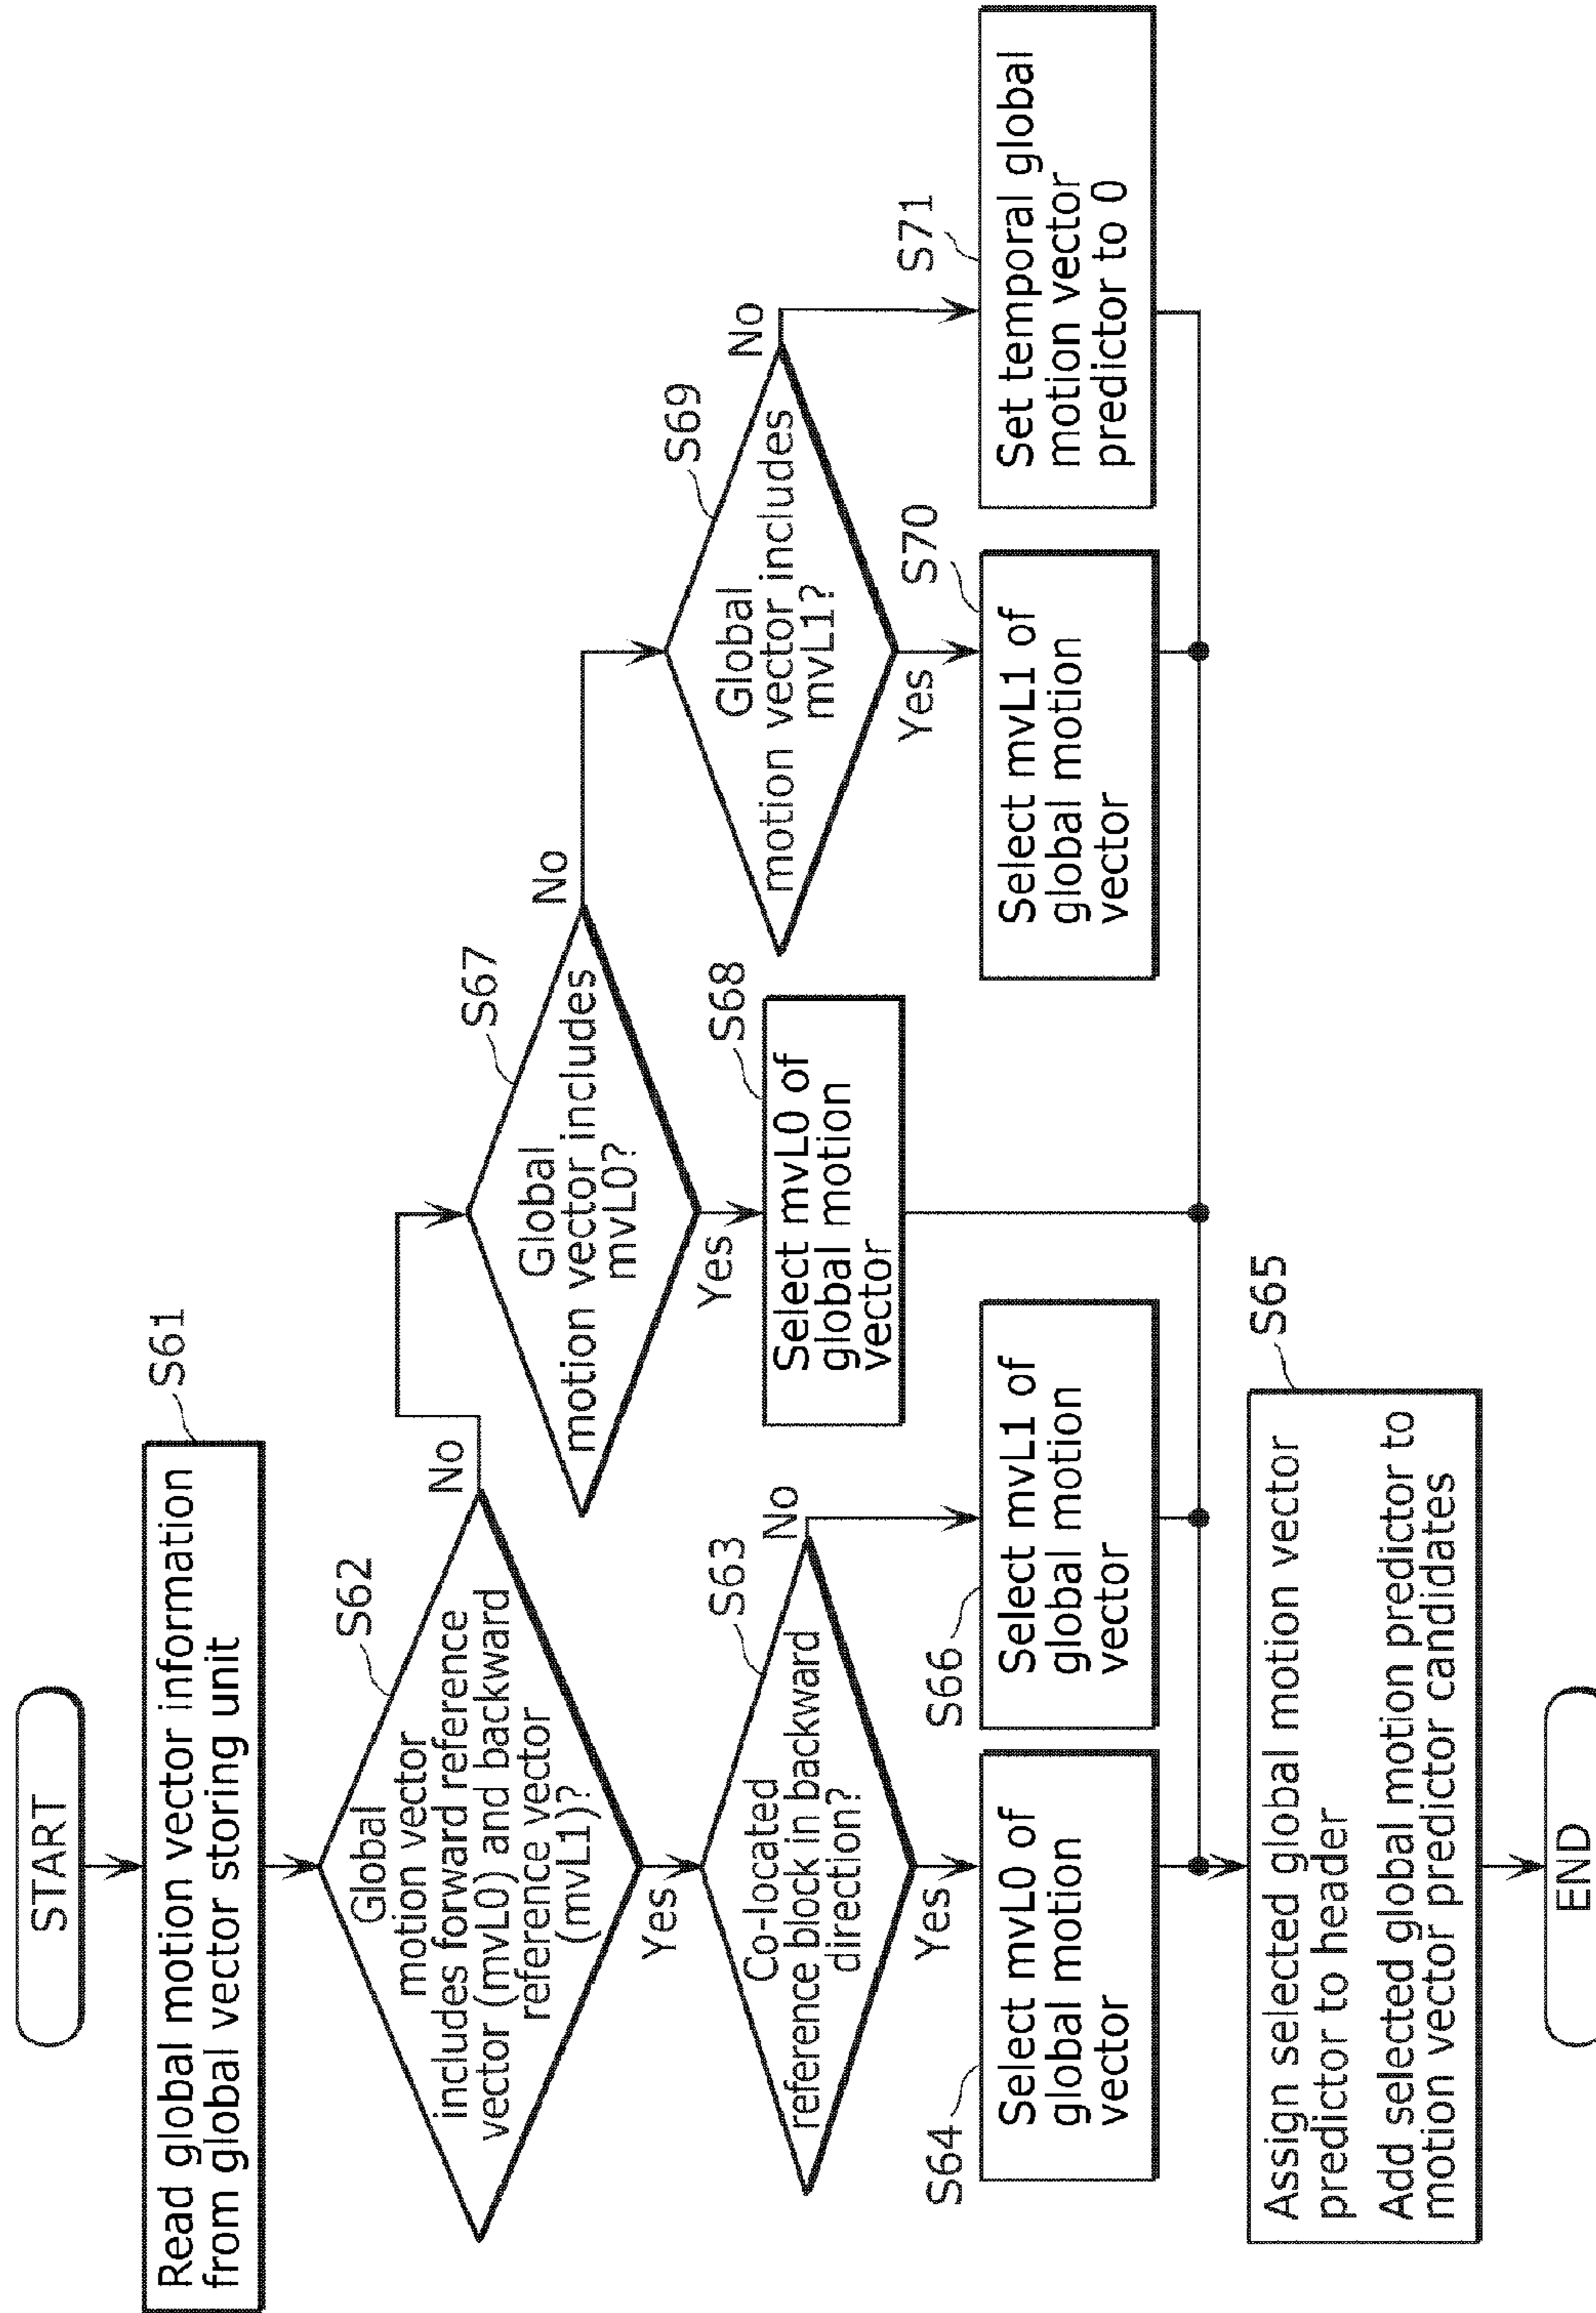 START
Read global motion vector information
from global vector storing unit
S61
Global
motion vector
includes forward reference
vector (mvL0) and backward
reference vector
(mvL1)?
S62
No
Yes
Co-located
reference block in backward
direction?
S63
No
Yes
Select mvL0 of
global motion
vector
S64
Select mvL1 of
global motion
vector
S66
Global
motion vector includes
mvL0?
S67
No
Yes
Select mvL0 of
global motion
vector
S68
Global
motion vector includes
mvL1?
S69
No
Yes
Select mvL1 of
global motion
vector
S70
Set temporal global
motion vector
predictor to 0
S71
Assign selected global motion vector
predictor to header
Add selected global motion predictor to
motion vector predictor candidates
S65
END